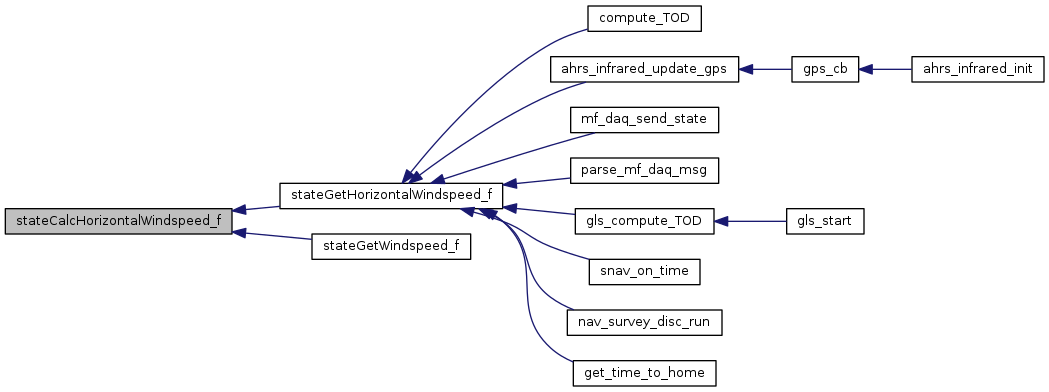 compute_TOD
ahrs_infrared_update_gps
gps_cb
ahrs_infrared_init
mf_daq_send_state
parse_mf_daq_msg
stateGetHorizontalWindspeed_f
stateCalcHorizontalWindspeed_f
gls_compute_TOD
gls_start
stateGetWindspeed_f
snav_on_time
nav_survey_disc_run
get_time_to_home